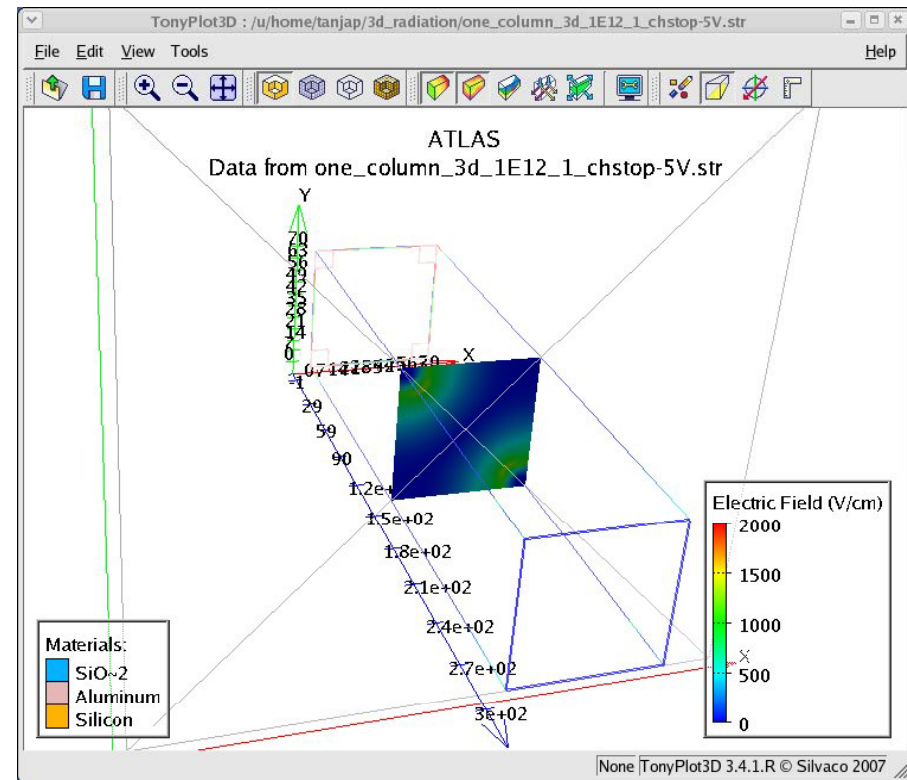 TonyPlot3D : /u/home/tanjap/3d_radiation/one_column_3d_1E12_1_chstop-5V.str
File Edit View Tools Help
ATLAS
Data from one_column_3d_1E12_1_chstop-5V.str
Y
70
63
56
49
42
35
28
21
14
7
0
X
-1
29
59
90
1.2e+
1.5e+02
1.8e+02
2.1e+02
2.4e+02
2.7e+02
3e+02
Electric Field (V/cm)
2000
1500
1000
500
0
X
Materials:
SiO~2
Aluminum
Silicon
None TonyPlot3D 3.4.1.R © Silvaco 2007